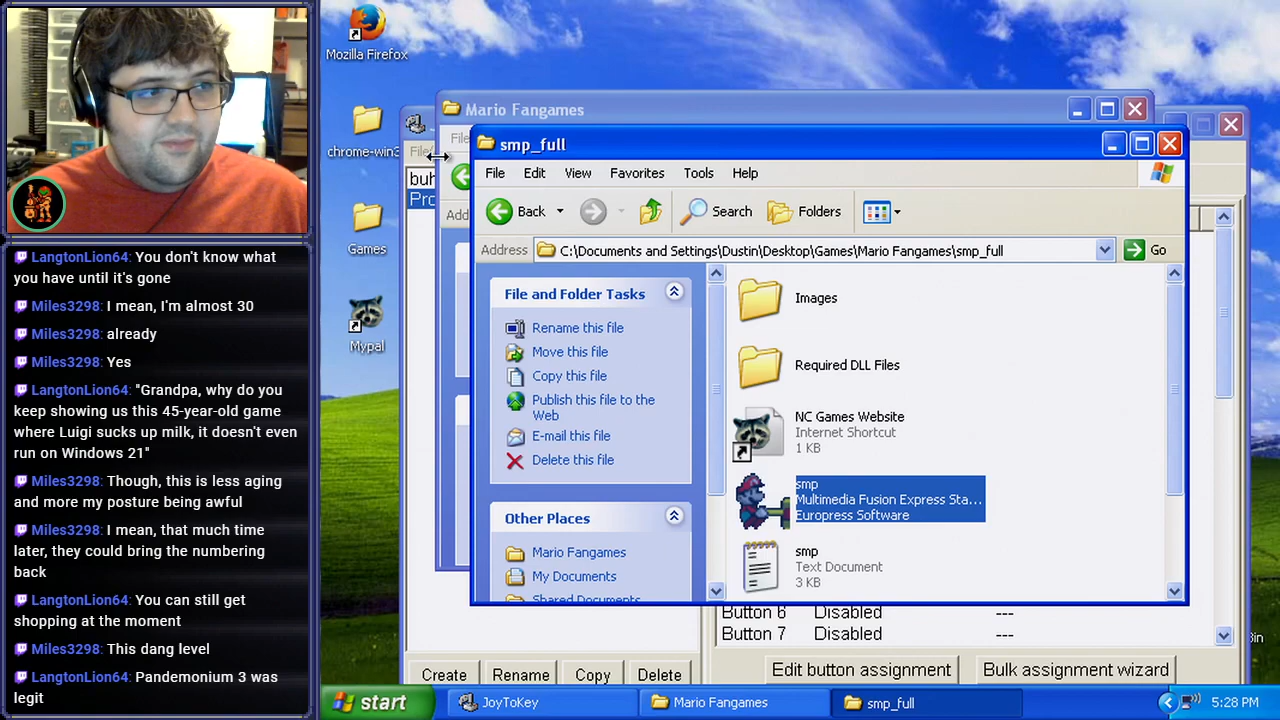 LangtonLion64: You don't know what
you have until it's gone
Miles3298: I mean, I'm almost 30
Miles3298: already
Miles3298: Yes
LangtonLion64: "Grandpa, why do you
keep showing us this 45-year-old game
where Luigi sucks up milk, it doesn't even
run on Windows 21"
Miles3298: Though, this is less aging
and more my posture being awful
Miles3298: I mean, that much time
later, they could bring the numbering
back
LangtonLion64: You can still get
shopping at the moment
Miles3298: This dang level
LangtonLion64: Pandemonium 3 was
legit
Mozilla Firefox
Games
Mypal
Mario Fangames
smp_full
File Edit View Favorites Tools Help
Back Search Folders
Address C:\Documents and Settings\Dustin\Desktop\Games\Mario Fangames\smp_full Go
File and Folder Tasks
Rename this file
Move this file
Copy this file
Publish this file to the
Web
E-mail this file
Delete this file
Other Places
Mario Fangames
My Documents
Shared Documents
Images
Required DLL Files
NC Games Website
Internet Shortcut
1 KB
smp
Multimedia Fusion Express Sta...
Europress Software
smp
Text Document
3 KB
Button 6 Disabled ---
Button 7 Disabled ---
Create Rename Copy Delete
Edit button assignment Bulk assignment wizard
start JoyToKey Mario Fangames smp_full 5:28 PM